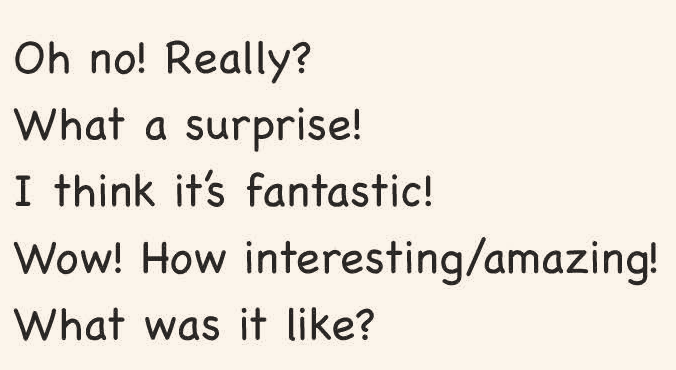 Oh no! Really?
What a surprise!
I think it's fantastic!
Wow! How interesting/amazing!
What was it like?